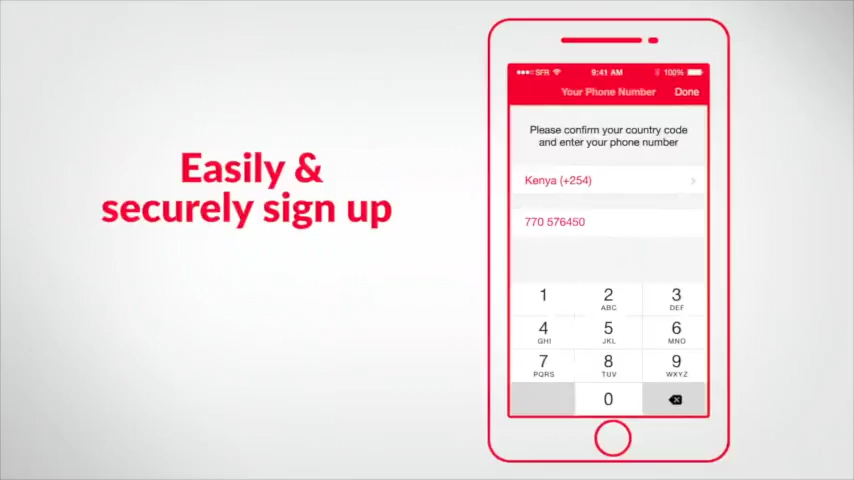 Easily &
securely sign up
SFR 9:41 AM 100%
Your Phone Number Done
Please confirm your country code
and enter your phone number
Kenya (+254)
770 576450
1 2 3
ABC DEF
4 5 6
GHI JKL MNO
7 8 9
PQRS TUV WXYZ
0